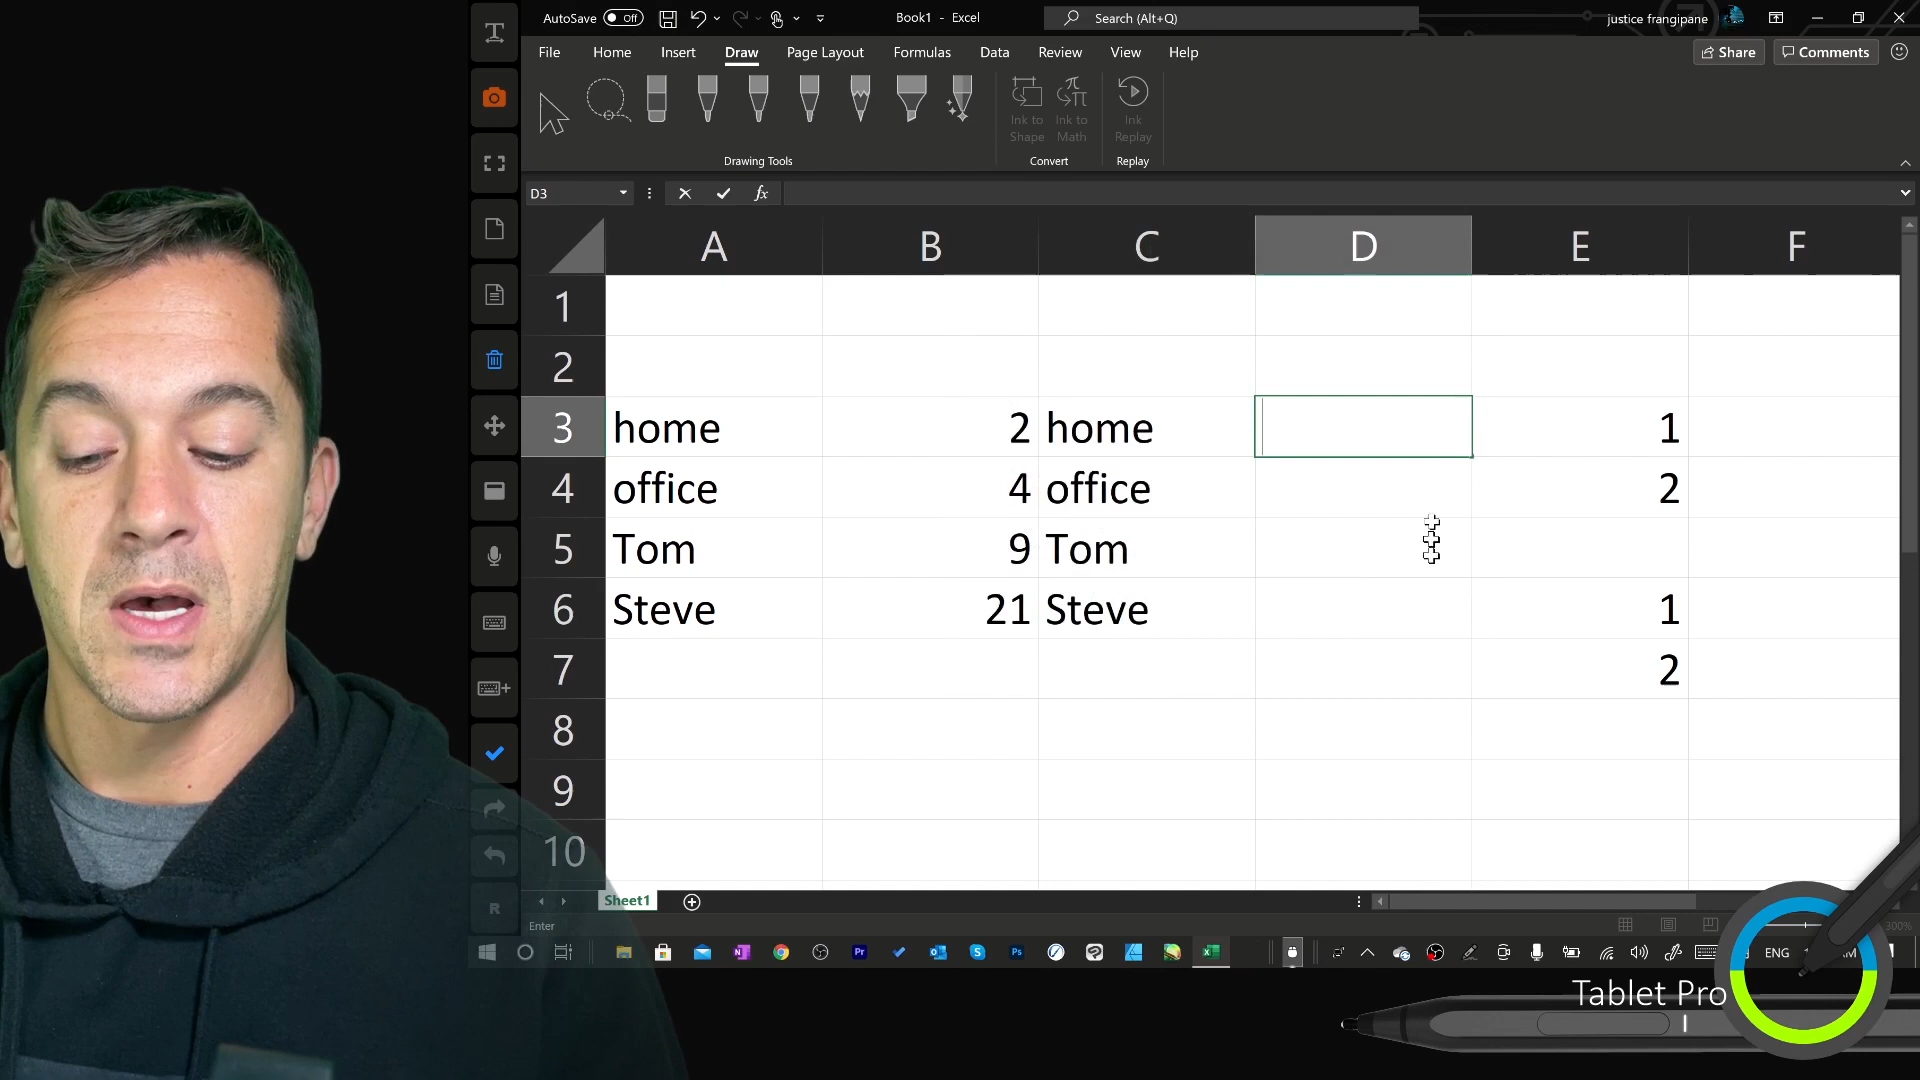 AutoSave Off Book1 - Excel Search (Alt+Q) justice frangipane
File Home Insert Draw Page Layout Formulas Data Review View Help Share Comments
Ink to Shape
Ink to Math
Ink Replay
Drawing Tools Convert Replay
D3 fx
A B C D E F
1
2
3 home 2 home 1
4 office 4 office 2
5 Tom 9 Tom
6 Steve 21 Steve 1
7 2
8
9
10
R
Sheet1
Enter 300%
ENG AM
Tablet Pro